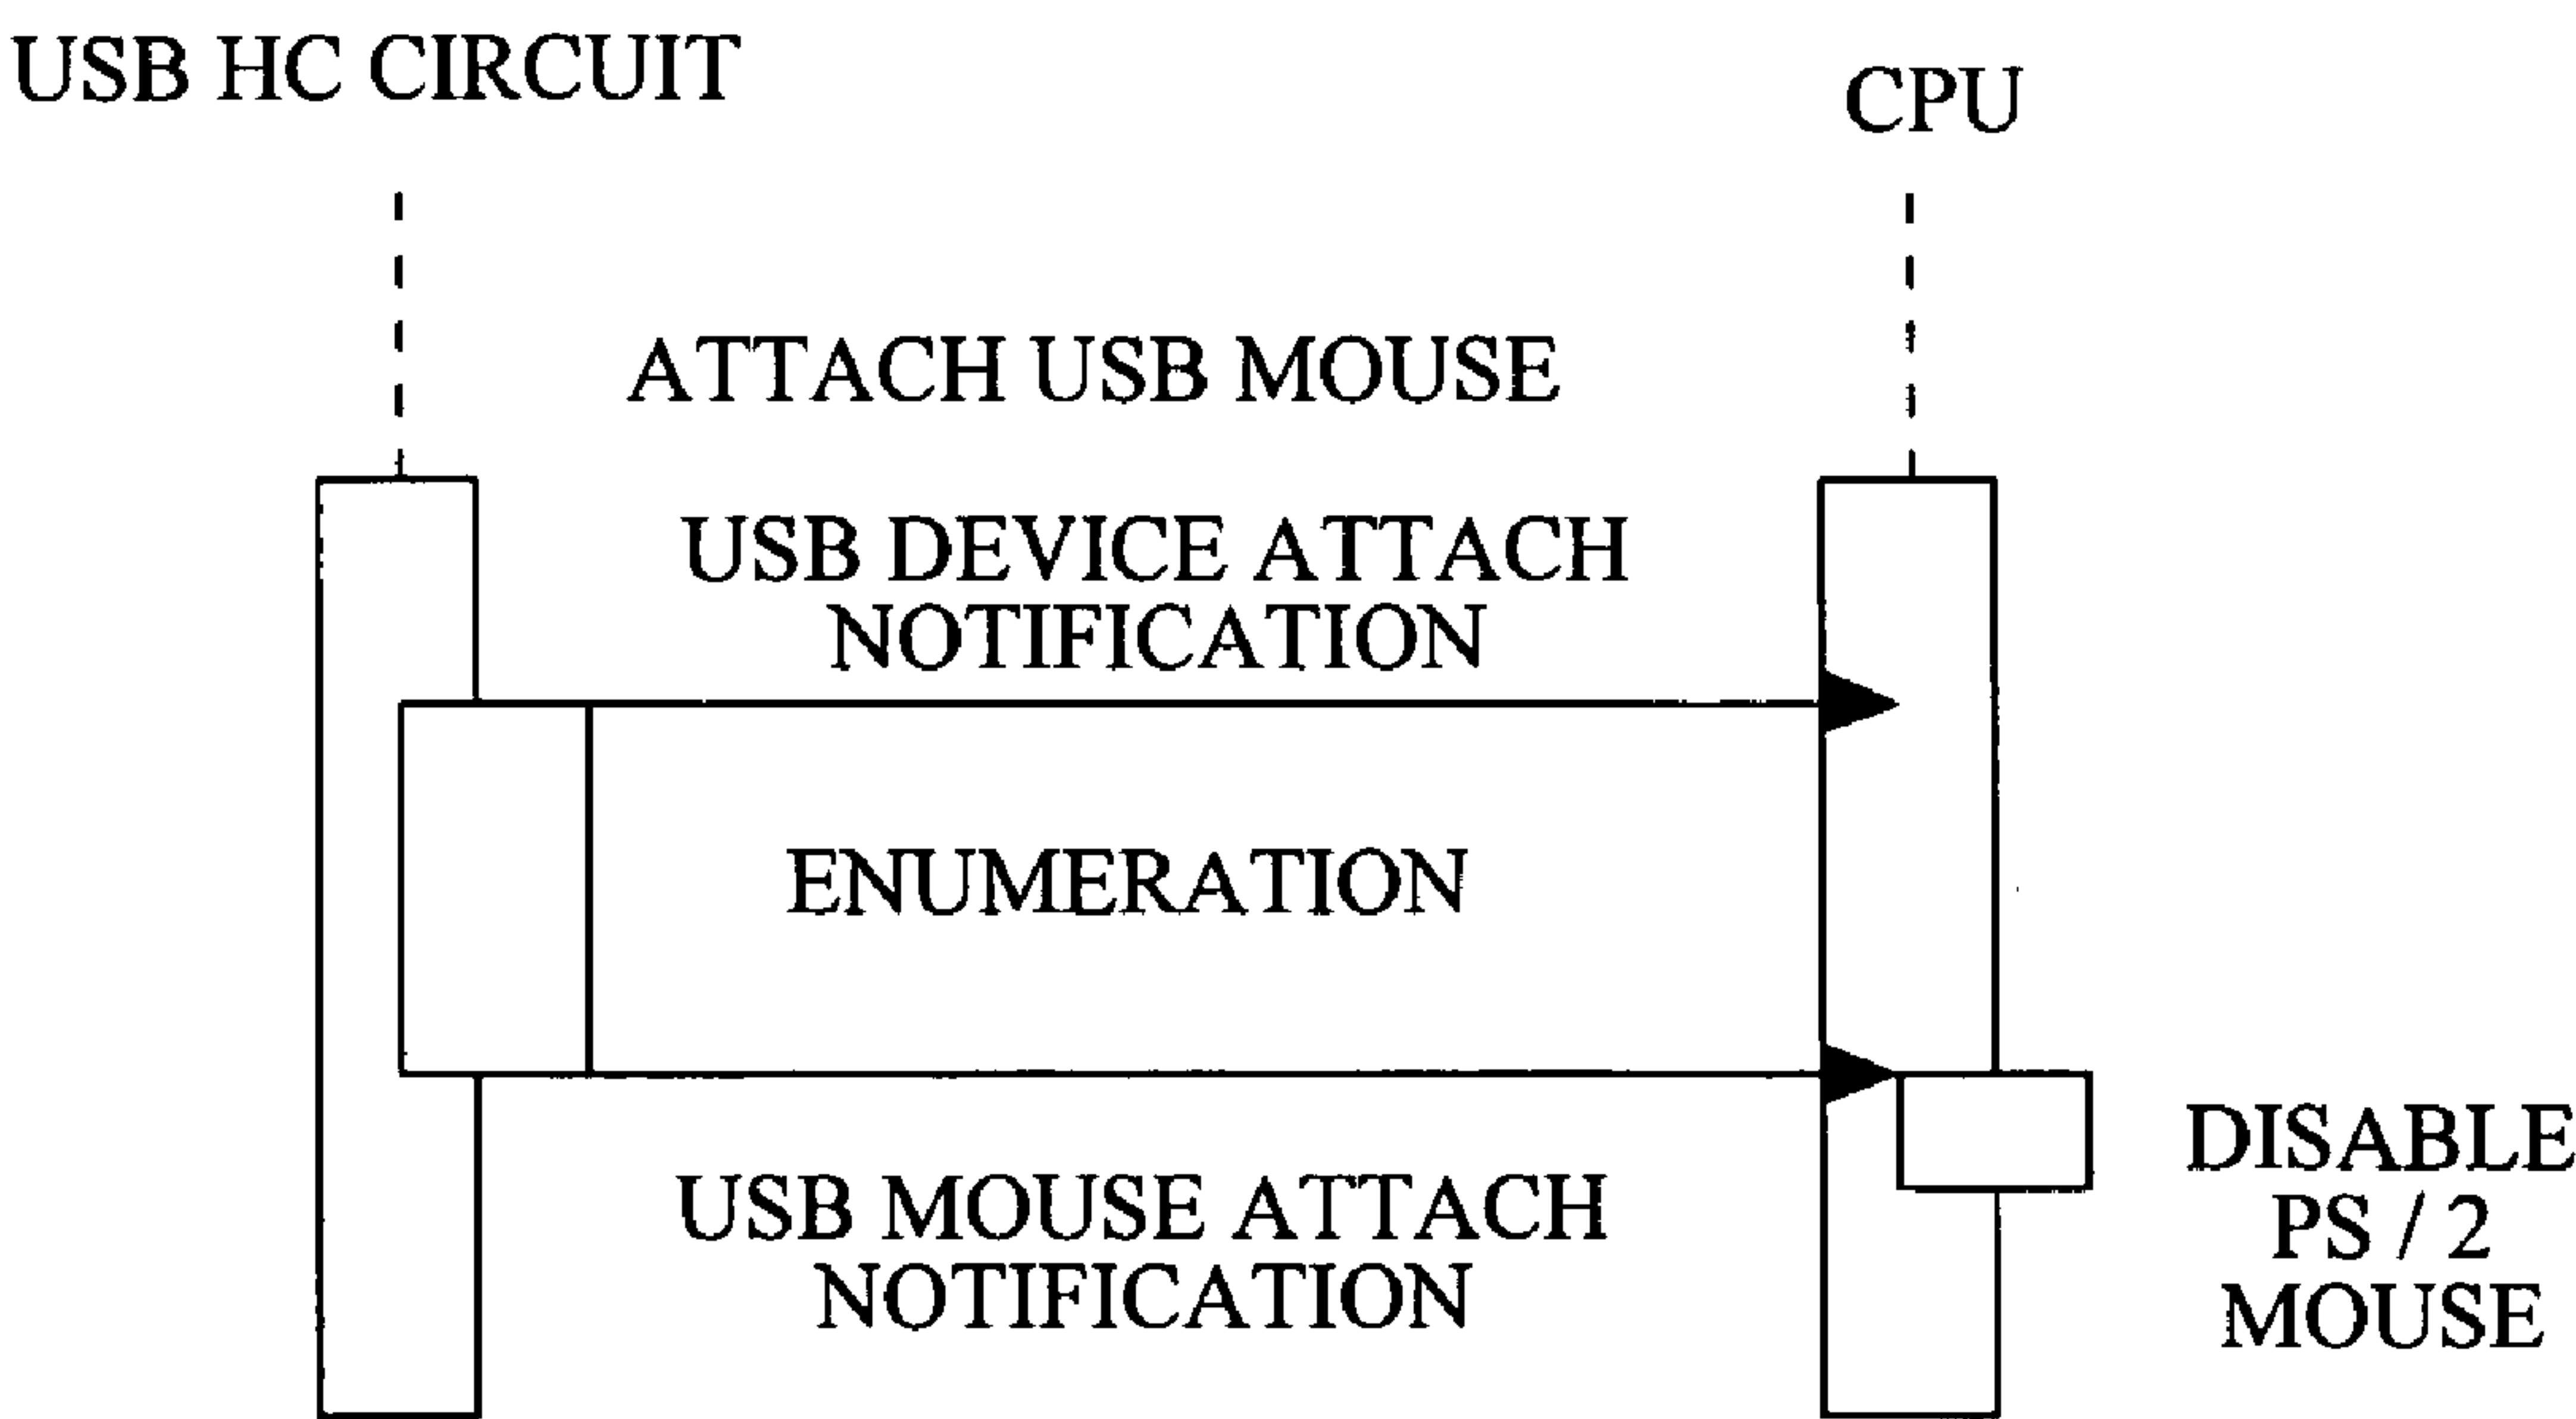 USB HC CIRCUIT
CPU
ATTACH USB MOUSE
USB DEVICE ATTACH
NOTIFICATION
ENUMERATION
USB MOUSE ATTACH
NOTIFICATION
DISABLE
PS / 2
MOUSE